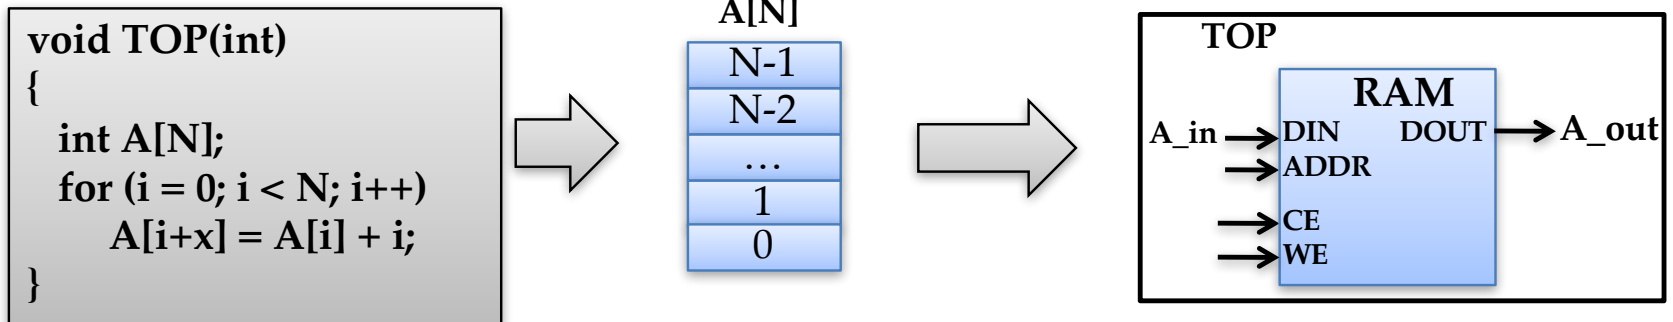 void TOP(int)
{
int A[N];
for (i = 0; i < N; i++)
A[i+x] = A[i] + i;
}
A[N]
N-1
N-2
...
1
0
TOP
RAM
A_in DIN DOUT A_out
ADDR
CE
WE